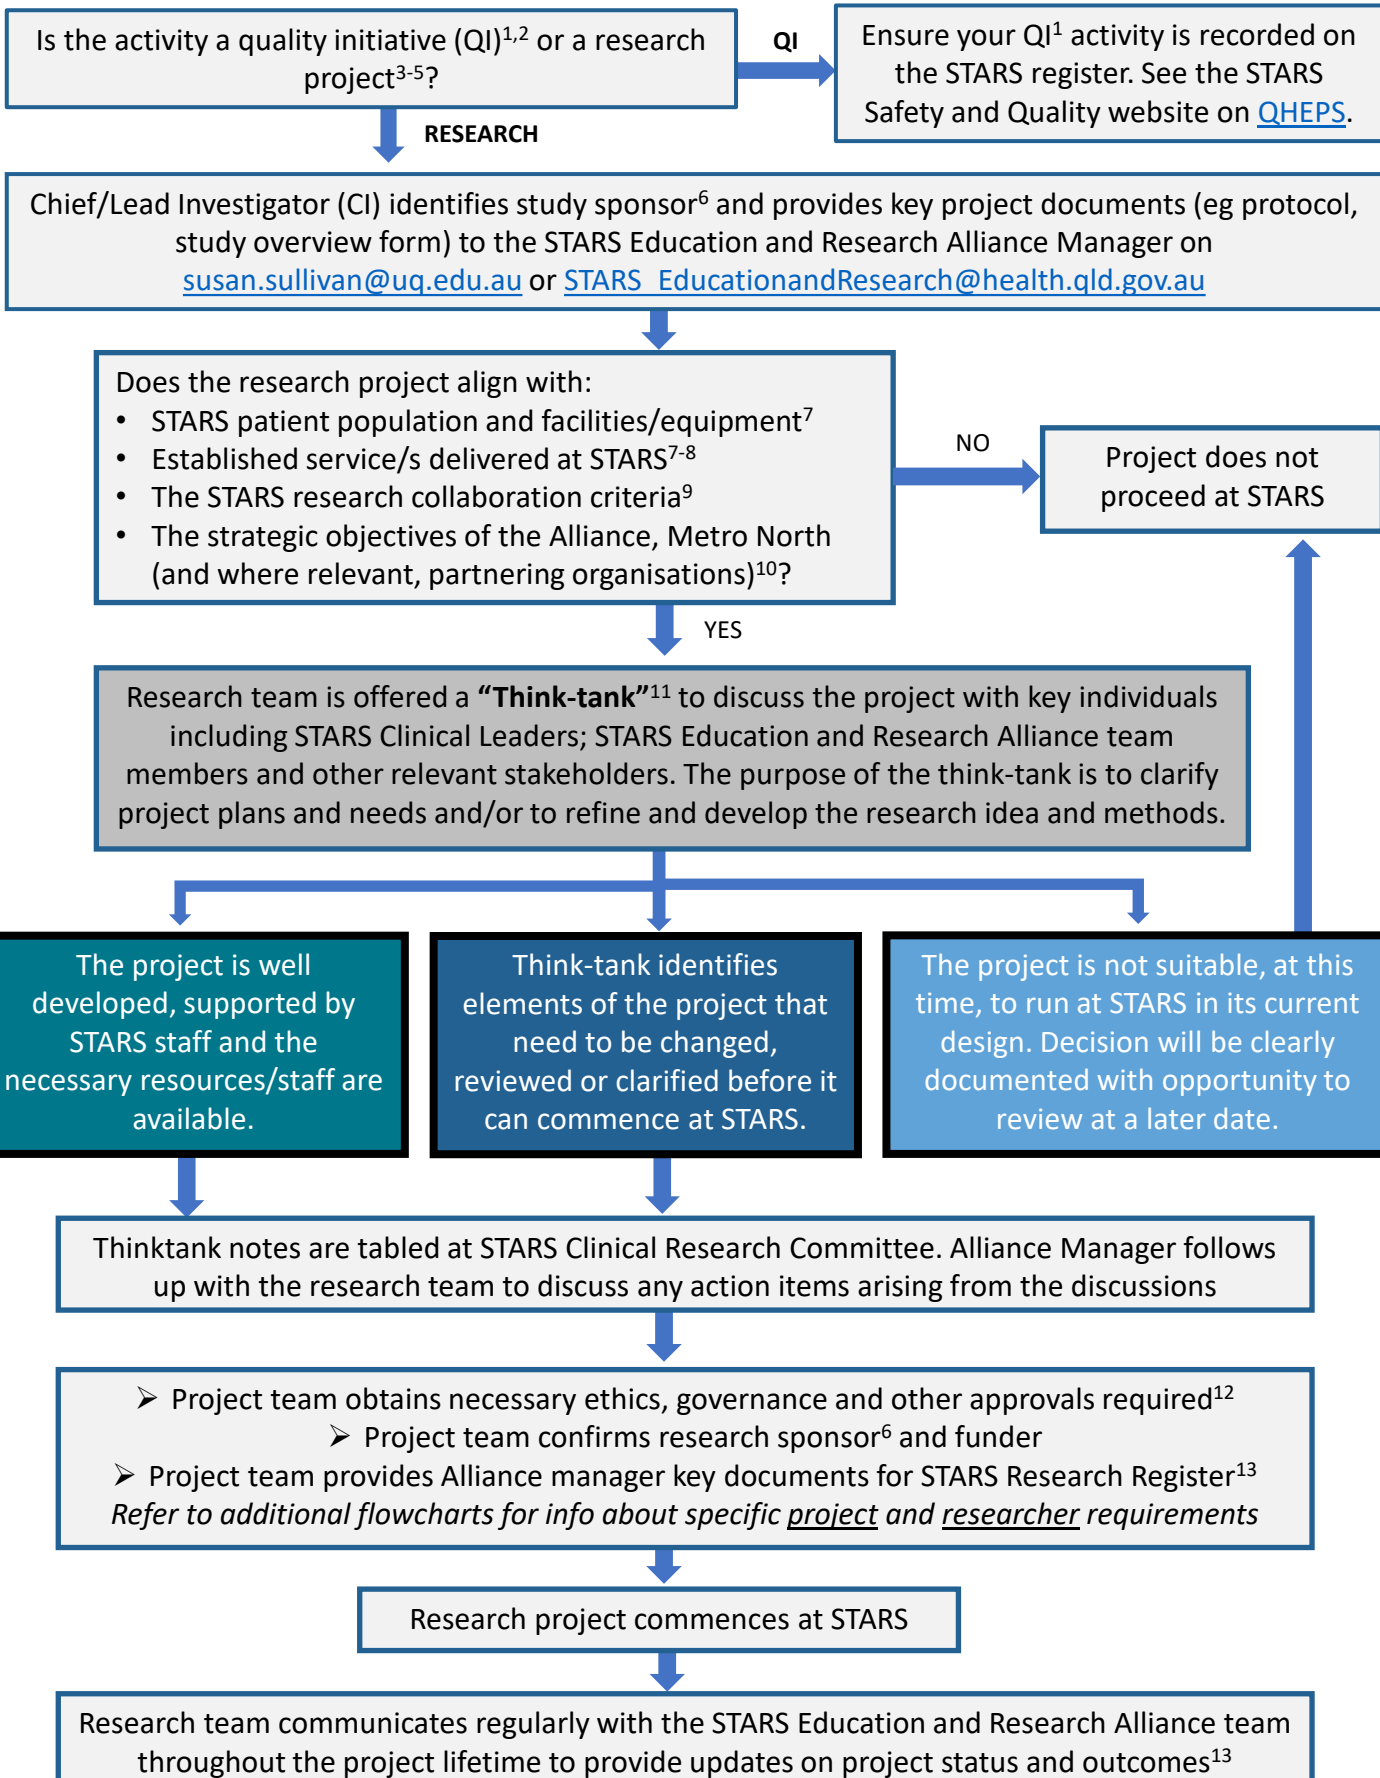 Is the activity a quality initiative (QI)1,2 or a research
project3-5?
QI
Ensure your QI1 activity is recorded on
the STARS register. See the STARS
Safety and Quality website on QHEPS.
RESEARCH
Chief/Lead Investigator (CI) identifies study sponsor6 and provides key project documents (eg protocol,
study overview form) to the STARS Education and Research Alliance Manager on
susan.sullivan@uq.edu.au or STARS_EducationandResearch@health.qld.gov.au
Does the research project align with:
• STARS patient population and facilities/equipment7
• Established service/s delivered at STARS7-8
• The STARS research collaboration criteria9
• The strategic objectives of the Alliance, Metro North
(and where relevant, partnering organisations)10?
NO
Project does not
proceed at STARS
YES
Research team is offered a “Think-tank”11 to discuss the project with key individuals
including STARS Clinical Leaders; STARS Education and Research Alliance team
members and other relevant stakeholders. The purpose of the think-tank is to clarify
project plans and needs and/or to refine and develop the research idea and methods.
The project is well
developed, supported by
STARS staff and the
necessary resources/staff are
available.
Think-tank identifies
elements of the project that
need to be changed,
reviewed or clarified before it
can commence at STARS.
The project is not suitable, at this
time, to run at STARS in its current
design. Decision will be clearly
documented with opportunity to
review at a later date.
Thinktank notes are tabled at STARS Clinical Research Committee. Alliance Manager follows
up with the research team to discuss any action items arising from the discussions
➢ Project team obtains necessary ethics, governance and other approvals required12
➢ Project team confirms research sponsor6 and funder
➢ Project team provides Alliance manager key documents for STARS Research Register13
Refer to additional flowcharts for info about specific project and researcher requirements
Research project commences at STARS
Research team communicates regularly with the STARS Education and Research Alliance team
throughout the project lifetime to provide updates on project status and outcomes13